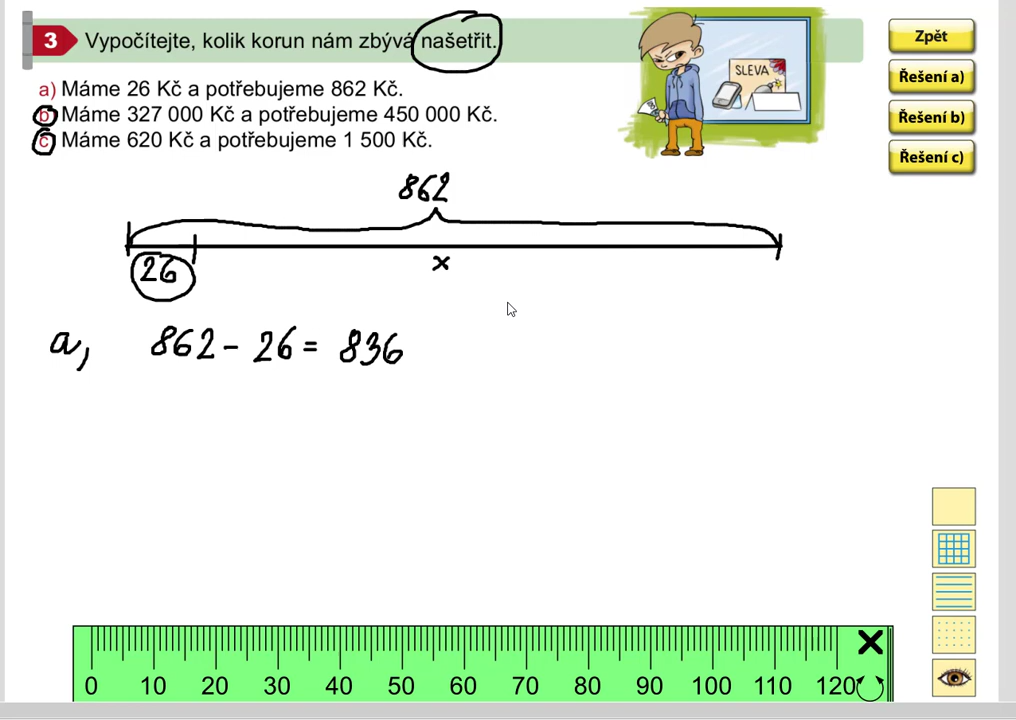 3 Vypočítejte, kolik korun nám zbývá našetřit.
a) Máme 26 Kč a potřebujeme 862 Kč.
b) Máme 327 000 Kč a potřebujeme 450 000 Kč.
c) Máme 620 Kč a potřebujeme 1 500 Kč.
SLEVA
Zpět
Řešení a)
Řešení b)
Řešení c)
862
26 x
a, 862 - 26 = 836
0 10 20 30 40 50 60 70 80 90 100 110 120